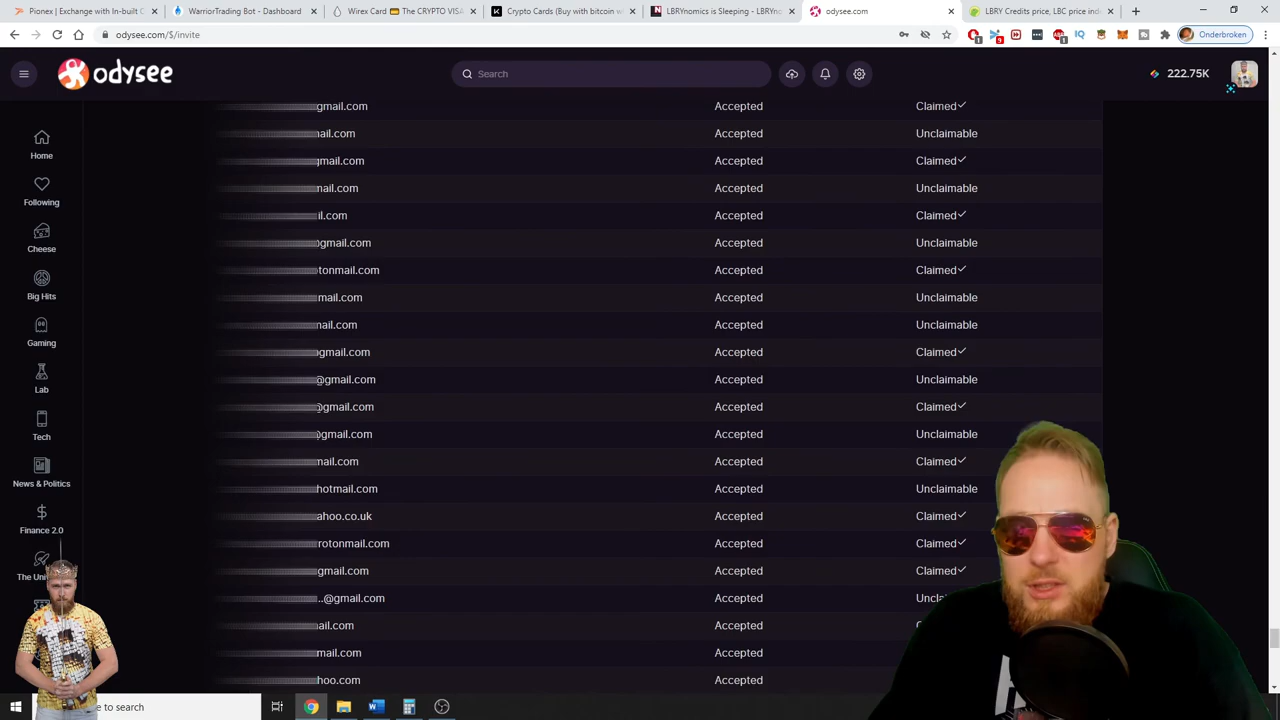 Pionex | Exchange with In-built C
WarriorTrading Bot - Dashboard
Wirex Card 💳 The CRYPTO VISA
Crypto Cards (Buy with bitcoin w
LBRYnomics is Sleeping - LBRYno
odysee.com
LBRY Credits price, LBC price ind
odysee.com/$/invite
Onderbroken
odysee
Search
222.75K
gmail.com Accepted Claimed✓
ail.com Accepted Unclaimable
gmail.com Accepted Claimed✓
nail.com Accepted Unclaimable
il.com Accepted Claimed✓
gmail.com Accepted Unclaimable
tonmail.com Accepted Claimed✓
mail.com Accepted Unclaimable
nail.com Accepted Unclaimable
gmail.com Accepted Claimed✓
@gmail.com Accepted Unclaimable
@gmail.com Accepted Claimed✓
gmail.com Accepted Unclaimable
mail.com Accepted Claimed✓
hotmail.com Accepted Unclaimable
ahoo.co.uk Accepted Claimed✓
rotonmail.com Accepted Claimed✓
gmail.com Accepted Claimed✓
..@gmail.com Accepted
ail.com Accepted
mail.com Accepted
hoo.com Accepted
Home
Following
Cheese
Big Hits
Gaming
Lab
Tech
News & Politics
Finance 2.0
The
to search